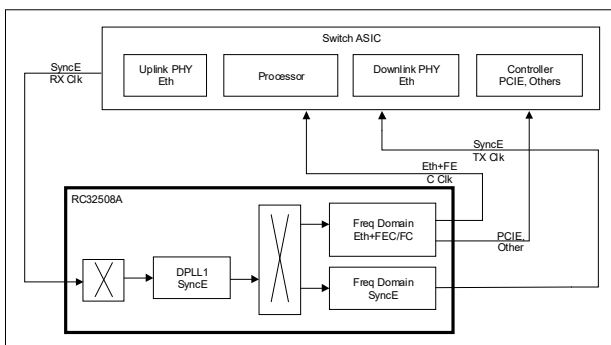 Switch ASIC
SyncE
RX Clk
Uplink PHY
Eth
Processor
Downlink PHY
Eth
Controller
PCIE, Others
SyncE
TX Clk
Eth+FE
C Clk
RC32508A
Freq Domain
Eth+FEC/FC
PCIE,
Other
DPLL1
SyncE
Freq Domain
SyncE